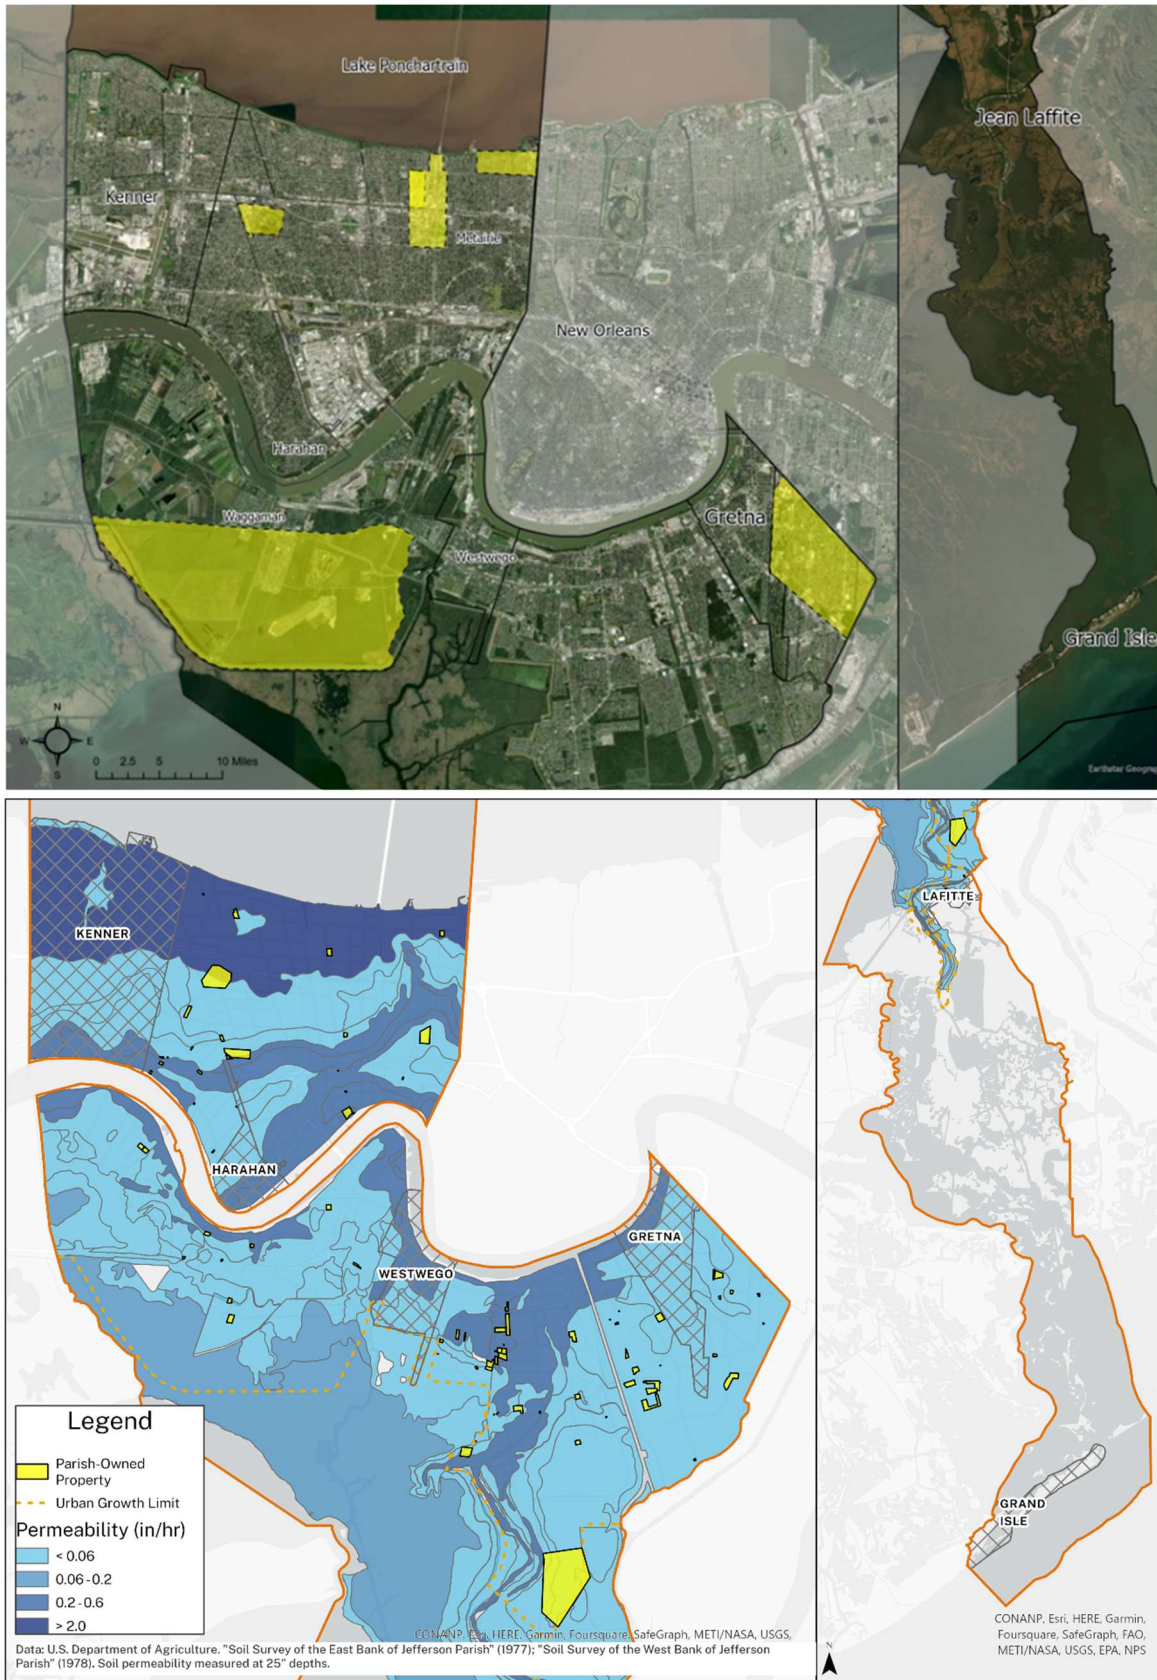 Lake Ponchartrain
Jean Laffite
Kenner
Metairie
New Orleans
Harahan
Waggaman
Gretna
Westwego
Grand Isle
N
W E
S
0 2.5 5 10 Miles
Earthstar Geograp
LAFITTE
KENNER
HARAHAN
GRETNA
WESTWEGO
Legend
Parish-Owned
Property
Urban Growth Limit
Permeability (in/hr)
< 0.06
0.06 - 0.2
0.2 - 0.6
> 2.0
GRAND
ISLE
CONANP, Esri, HERE, Garmin, Foursquare, SafeGraph, METI/NASA, USGS,
CONANP, Esri, HERE, Garmin,
Foursquare, SafeGraph, FAO,
METI/NASA, USGS, EPA, NPS
Data: U.S. Department of Agriculture. "Soil Survey of the East Bank of Jefferson Parish" (1977); "Soil Survey of the West Bank of Jefferson
Parish" (1978). Soil permeability measured at 25" depths.
N